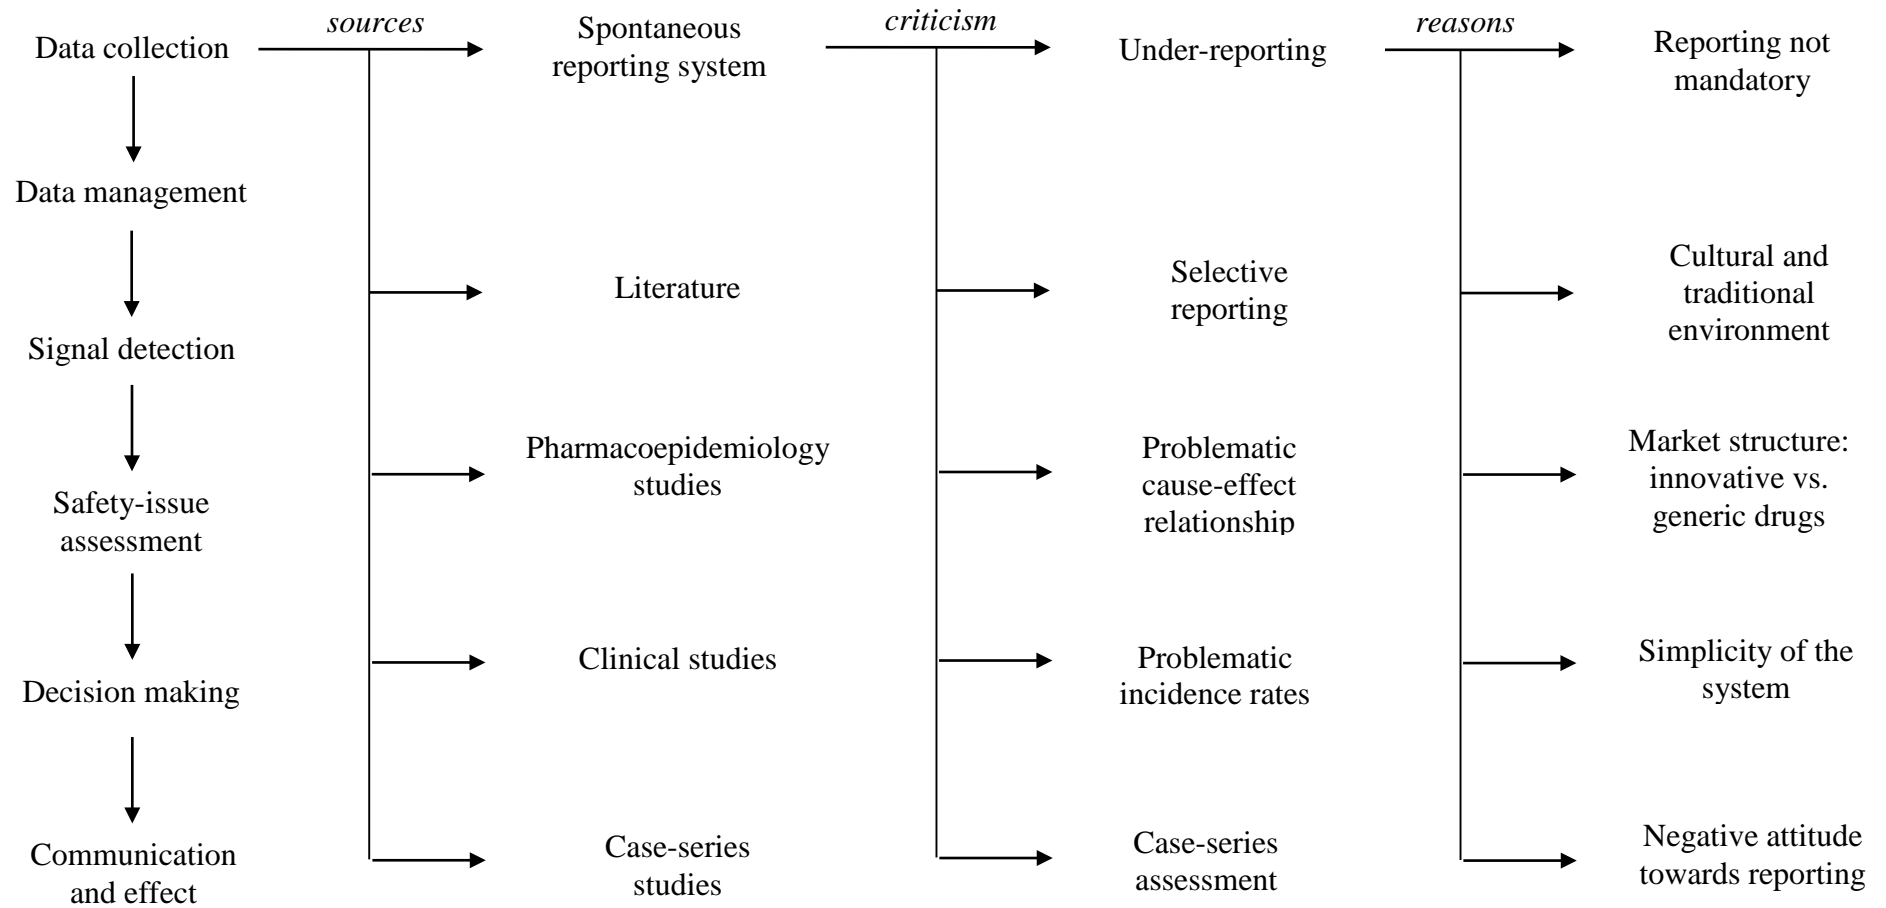 Data collection
sources
Spontaneous
reporting system
criticism
Under-reporting
reasons
Reporting not
mandatory
Data management
Literature
Selective
reporting
Cultural and
traditional
environment
Signal detection
Pharmacoepidemiology
studies
Problematic
cause-effect
relationship
Market structure:
innovative vs.
generic drugs
Safety-issue
assessment
Clinical studies
Problematic
incidence rates
Simplicity of the
system
Decision making
Case-series
studies
Case-series
assessment
Negative attitude
towards reporting
Communication
and effect